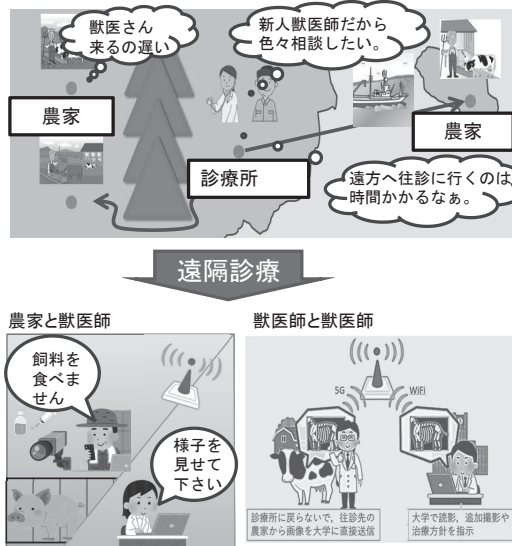 獣医さん
来るの遅い
新人獣医師だから
色々相談したい。
農家
農家
診療所
遠方へ往診に行くのは
時間かかるなぁ。
遠隔診療
農家と獣医師
獣医師と獣医師
飼料を
食べま
せん
様子を
見せて
下さい
5G
WiFi
診療所に戻らないで，往診先の
農家から画像を大学に直接送信
大学で読影，追加撮影や
治療方針を指示